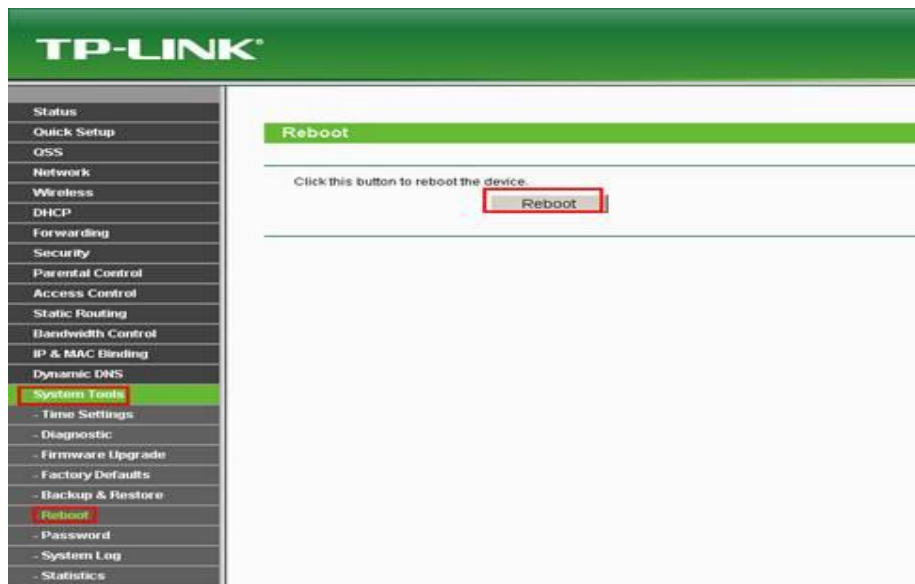 TP-LINK®
Status
Quick Setup
QSS
Network
Wireless
DHCP
Forwarding
Security
Parental Control
Access Control
Static Routing
Bandwidth Control
IP & MAC Binding
Dynamic DNS
System Tools
- Time Settings
- Diagnostic
- Firmware Upgrade
- Factory Defaults
- Backup & Restore
- Reboot
- Password
- System Log
- Statistics
Reboot
Click this button to reboot the device.
Reboot